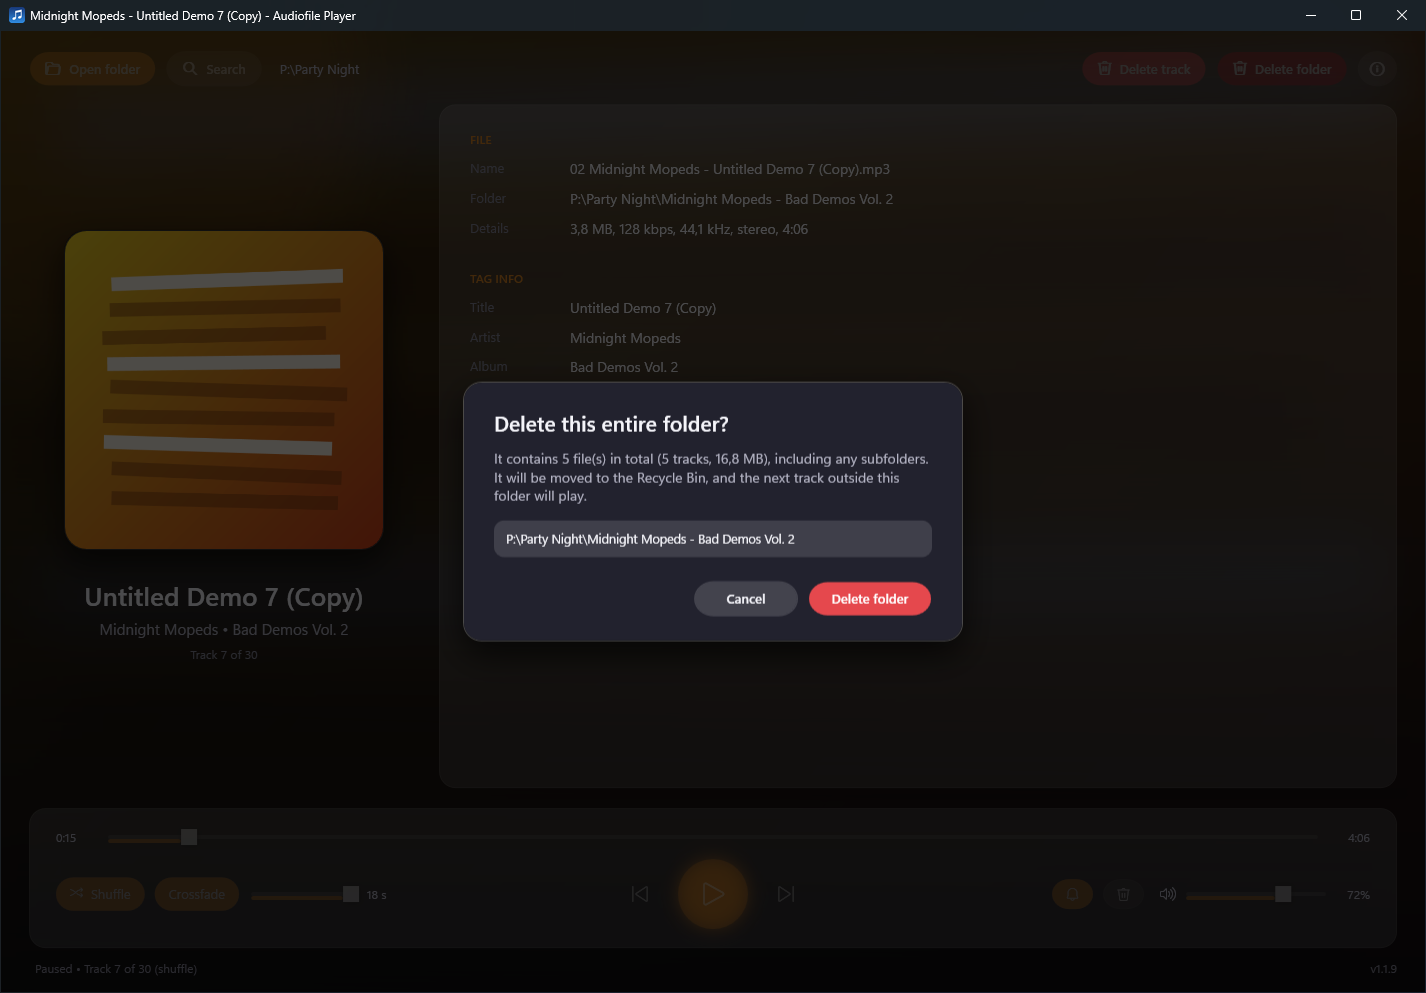 Midnight Mopeds - Untitled Demo 7 (Copy) - Audiofile Player
Open folder
Search
P:\Party Night
Delete track
Delete folder
FILE
Name
02 Midnight Mopeds - Untitled Demo 7 (Copy).mp3
Folder
P:\Party Night\Midnight Mopeds - Bad Demos Vol. 2
Details
3,8 MB, 128 kbps, 44,1 kHz, stereo, 4:06
TAG INFO
Title
Untitled Demo 7 (Copy)
Artist
Midnight Mopeds
Album
Bad Demos Vol. 2
Delete this entire folder?
It contains 5 file(s) in total (5 tracks, 16,8 MB), including any subfolders.
It will be moved to the Recycle Bin, and the next track outside this
folder will play.
P:\Party Night\Midnight Mopeds - Bad Demos Vol. 2
Cancel
Delete folder
Untitled Demo 7 (Copy)
Midnight Mopeds • Bad Demos Vol. 2
Track 7 of 30
0:15
4:06
Shuffle
Crossfade
18 s
72%
Paused • Track 7 of 30 (shuffle)
v1.1.9